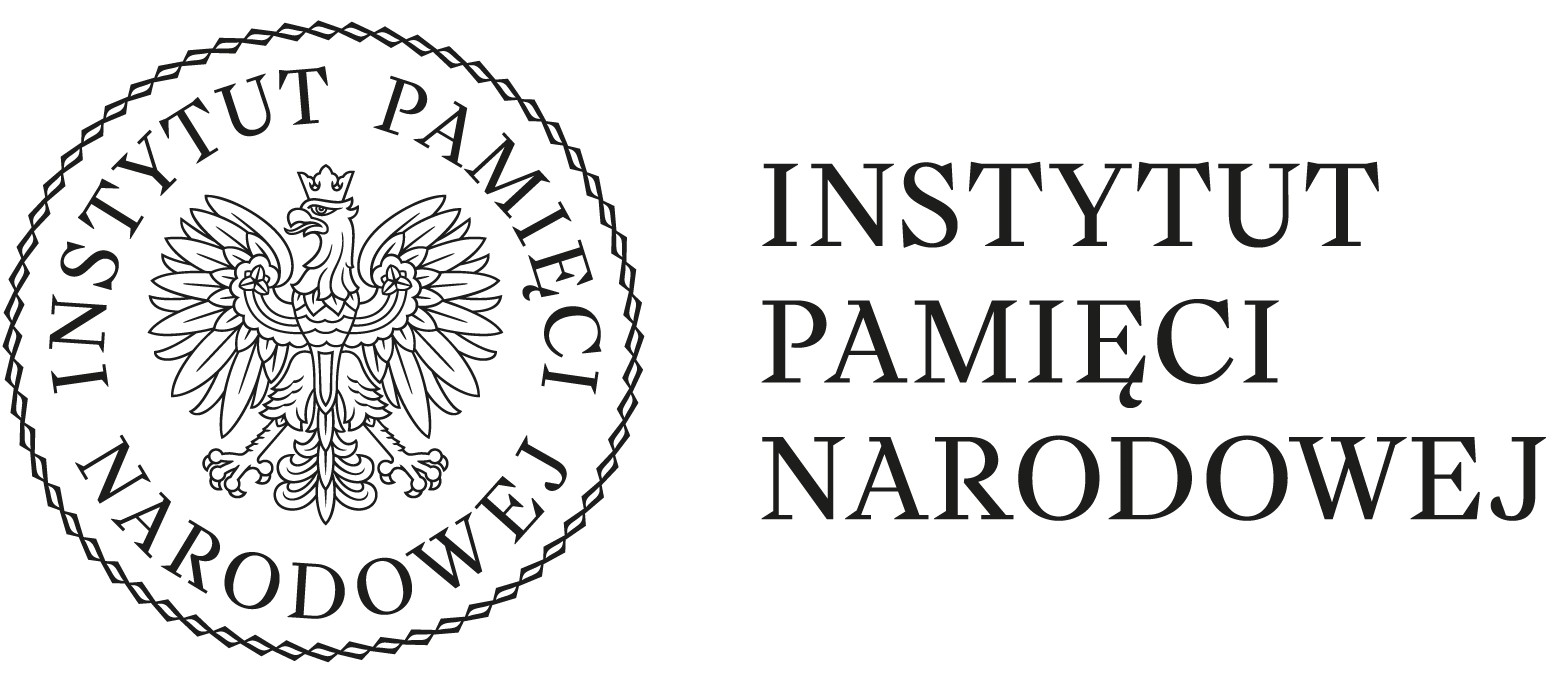 INSTYTUT PAMIĘCI
NARODOWEJ
INSTYTUT
PAMIĘCI
NARODOWEJ